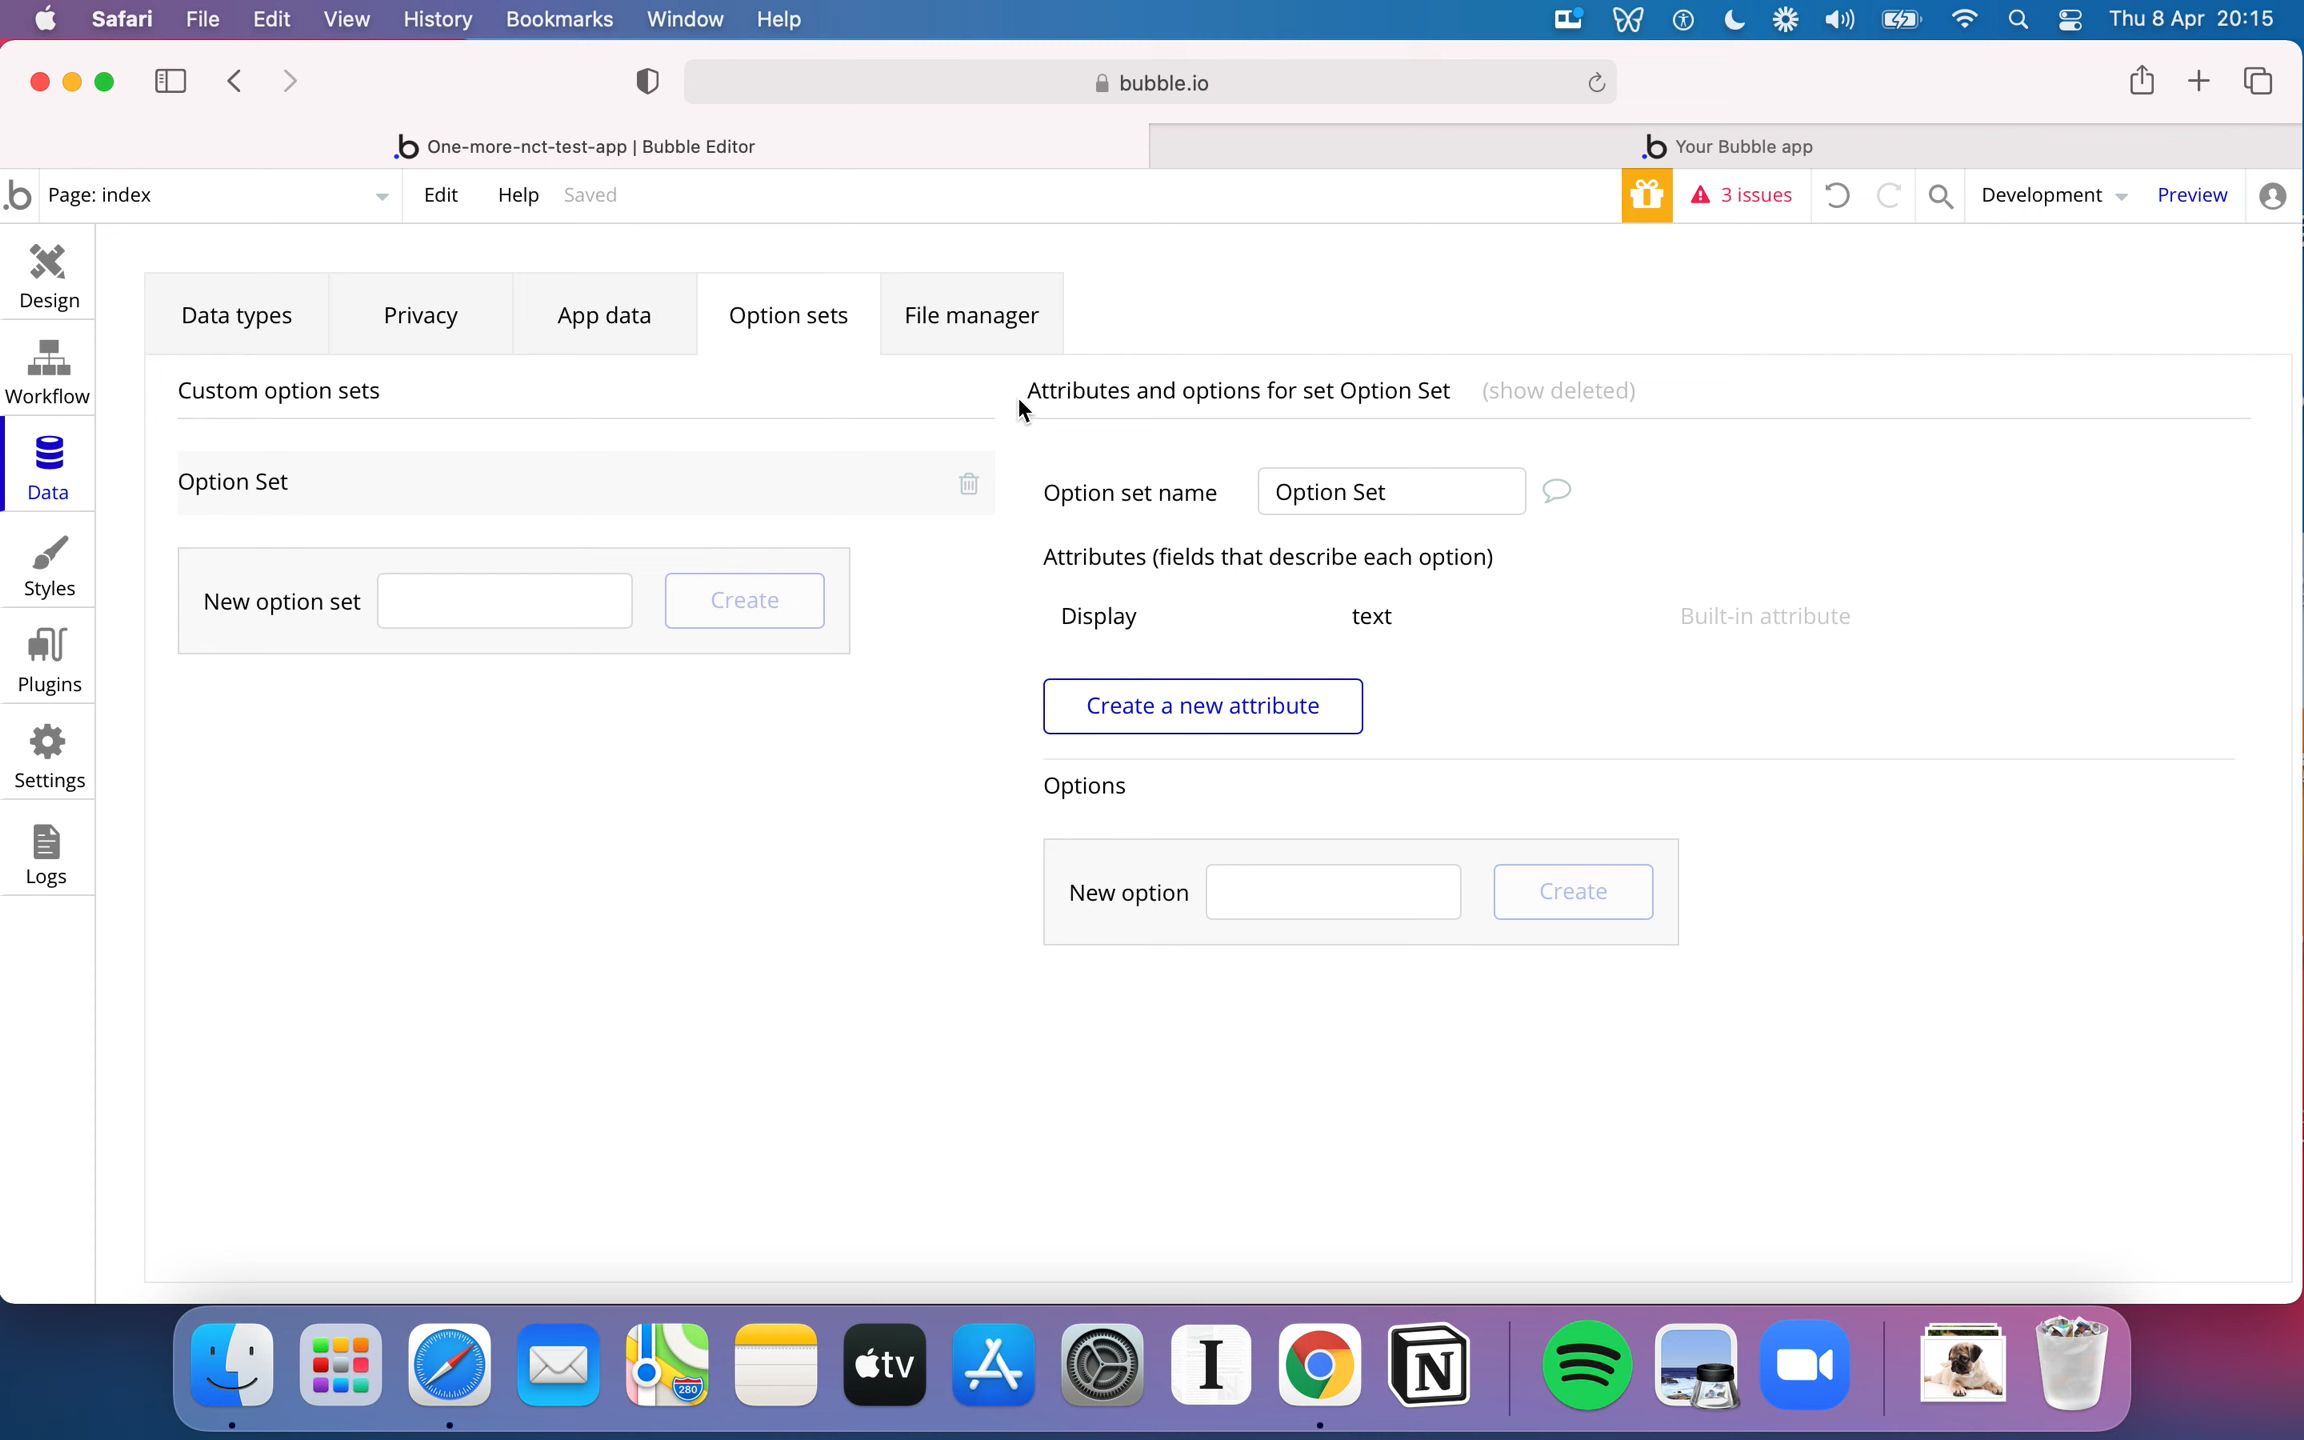 Safari File Edit View History Bookmarks Window Help Thu 8 Apr 20:15
bubble.io
.b One-more-nct-test-app | Bubble Editor
.b Your Bubble app
b Page: index Edit Help Saved 3 issues Development Preview
Design
Workflow
Data
Styles
Plugins
Settings
Logs
Data types Privacy App data Option sets File manager
Custom option sets
Option Set
New option set Create
Attributes and options for set Option Set (show deleted)
Option set name Option Set
Attributes (fields that describe each option)
Display text Built-in attribute
Create a new attribute
Options
New option Create
280
tv
I
N